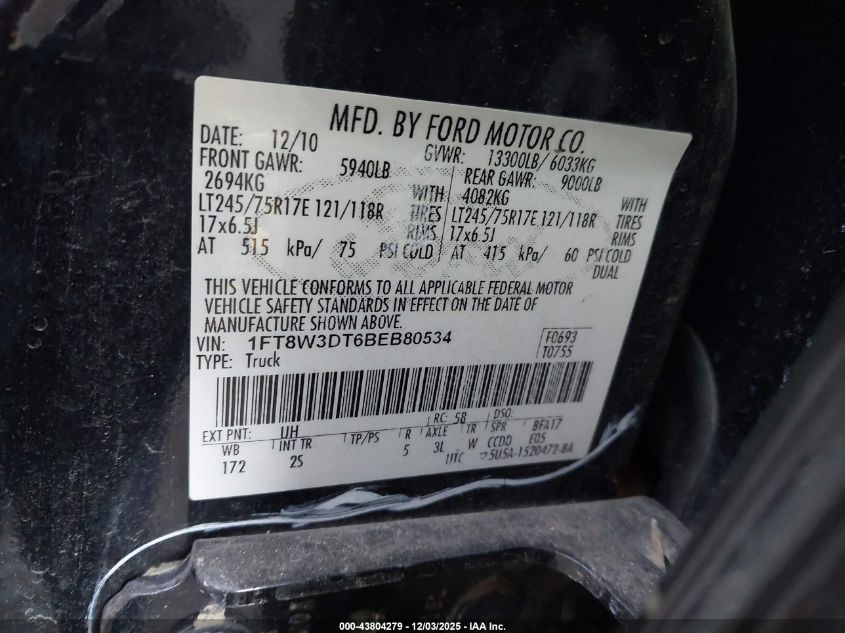 MFD. BY FORD MOTOR CO.
DATE: 12/10 GVWR: 13300LB/ 6033KG
FRONT GAWR: 5940LB REAR GAWR: 9000LB
2694KG WITH 4082KG WITH
LT245/75R17E 121/118R TIRES LT245/75R17E 121/118R TIRES
17x6.5J RIMS 17x6.5J RIMS
AT 515 kPa/ 75 PSI COLD AT 415 kPa/ 60 PSI COLD
DUAL
THIS VEHICLE CONFORMS TO ALL APPLICABLE FEDERAL MOTOR
VEHICLE SAFETY STANDARDS IN EFFECT ON THE DATE OF
MANUFACTURE SHOWN ABOVE.
VIN: 1FT8W3DT6BEB80534 F0693
TYPE: Truck T0755
RC: 58 DSO:
EXT PNT: UH
WB INT TR TP/PS R AXLE TR SPR BFA17
172 2S 5 3L W CCDD E05
UTC 5U5A-1520472-BA
000-43804279 - 12/03/2025 - IAA Inc.